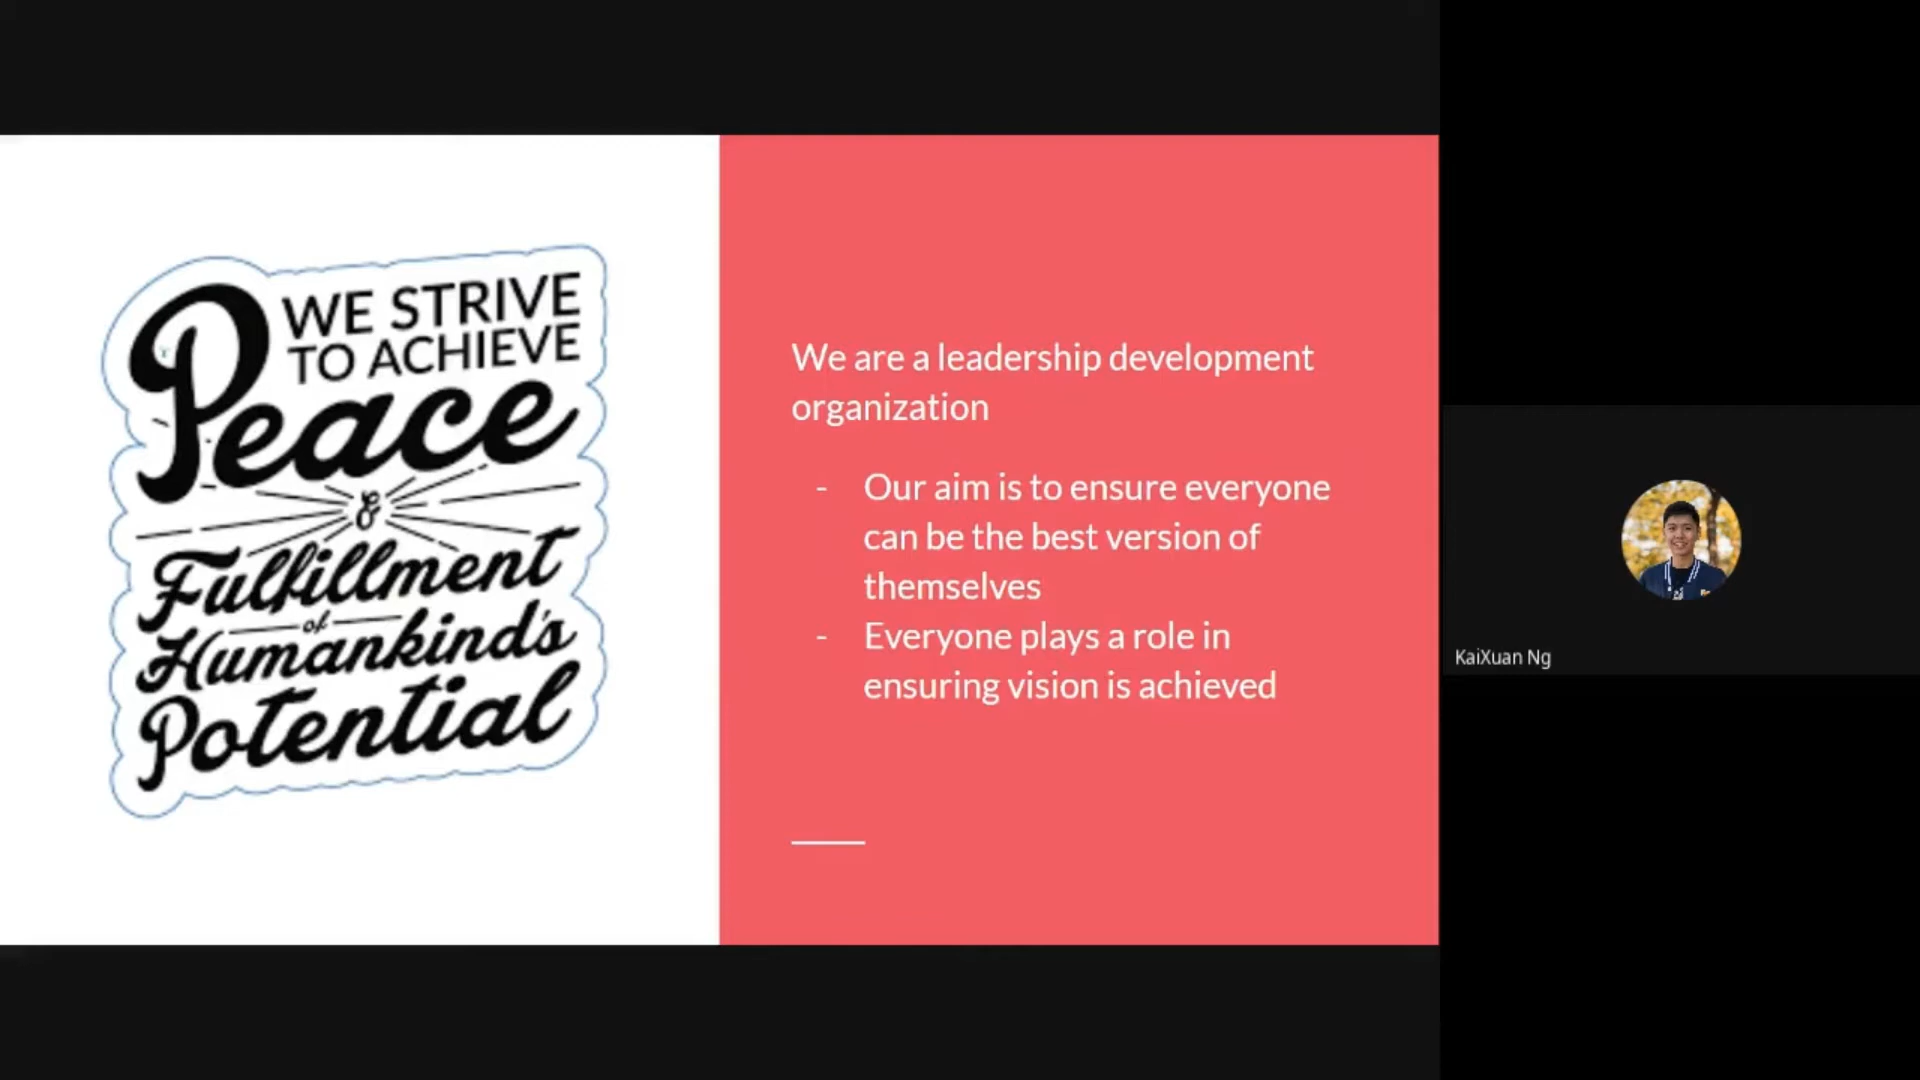 WE STRIVE
TO ACHIEVE
Peace
&
Fulfillment
of
Humankind's
Potential
We are a leadership development
organization
- Our aim is to ensure everyone
can be the best version of
themselves
- Everyone plays a role in
ensuring vision is achieved
KaiXuan Ng